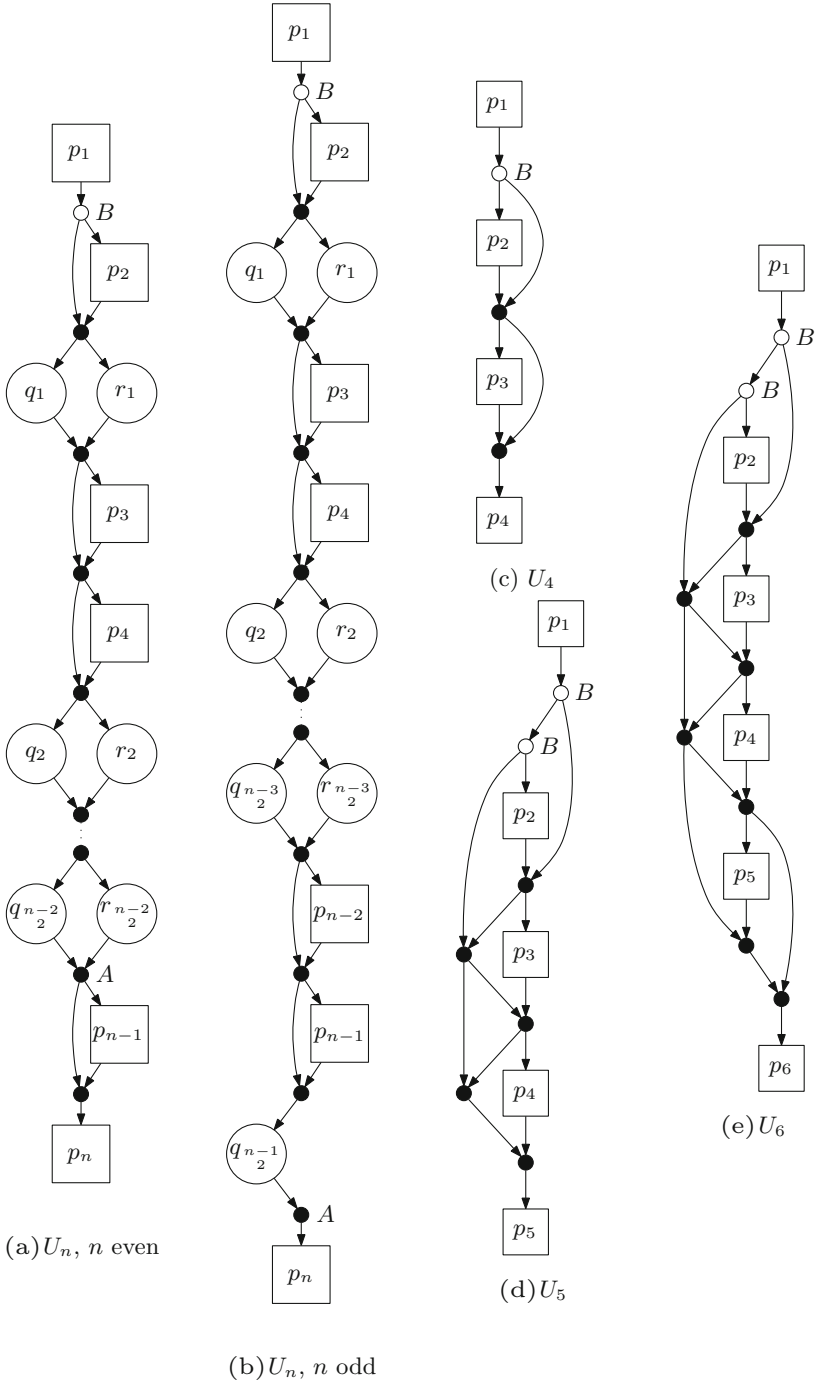 p₁
B
p₂
q₁ r₁
p₃
p₄
q₂ r₂
q n−2 2 r n−2 2
A
pₙ₋₁
pₙ
(a) Uₙ, n even
p₁
B
p₂
q₁ r₁
p₃
p₄
q₂ r₂
q n−3 2 r n−3 2
pₙ₋₂
pₙ₋₁
q n−1 2
A
pₙ
(b) Uₙ, n odd
p₁
B
p₂
p₃
p₄
(c) U₄
p₁
B
B
p₂
p₃
p₄
p₅
(d) U₅
p₁
B
B
p₂
p₃
p₄
p₅
p₆
(e) U₆